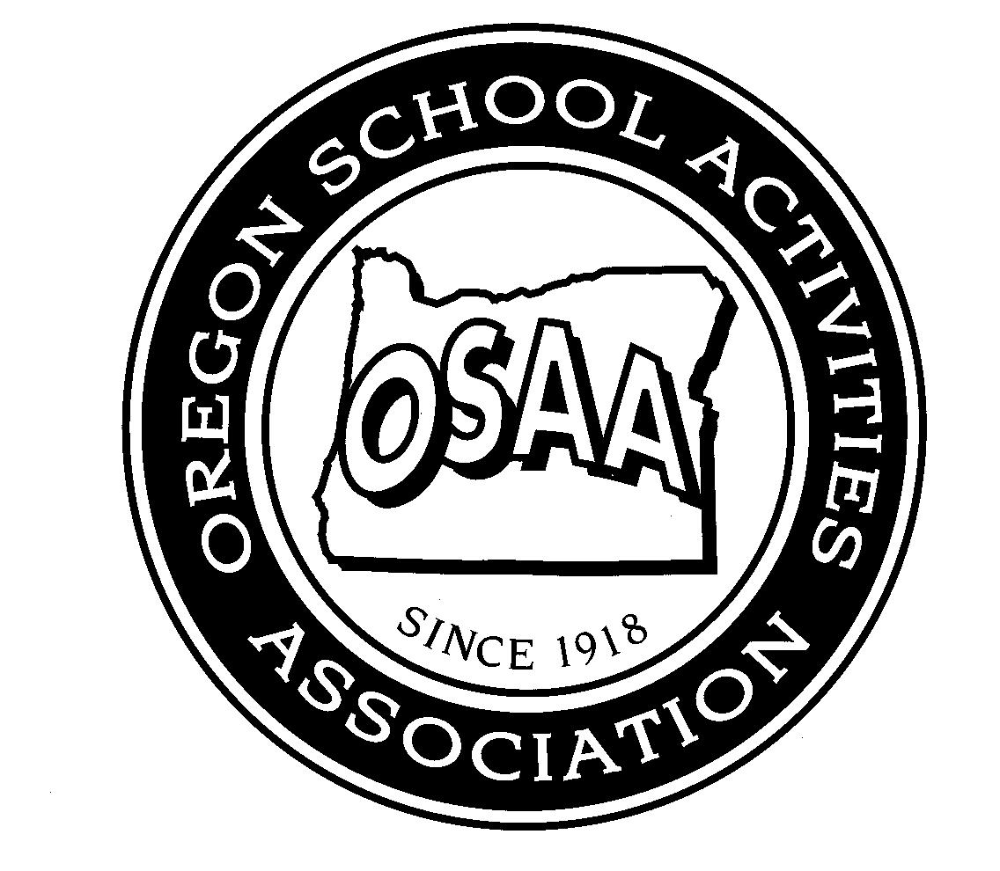 OREGON SCHOOL ACTIVITIES
OSAA
SINCE 1918
ASSOCIATION